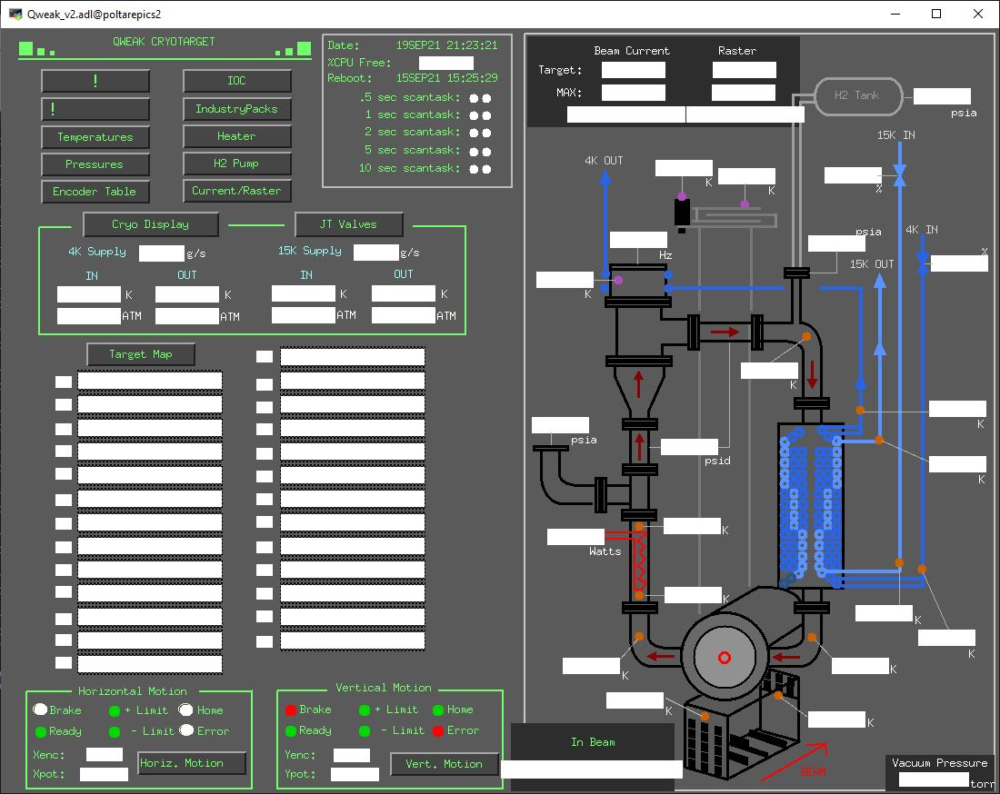 Qweak_v2.adl@poltarepics2
QWEAK CRYOTARGET
!
IOC
!
IndustryPacks
Temperatures
Heater
Pressures
H2 Pump
Encoder Table
Current/Raster
Date: 19SEP21 21:23:21
%CPU Free:
Reboot: 15SEP21 15:25:29
.5 sec scantask:
1 sec scantask:
2 sec scantask:
5 sec scantask:
10 sec scantask:
Cryo Display
JT Valves
4K Supply g/s
15K Supply g/s
IN OUT
IN OUT
K K
K K
ATM ATM
ATM ATM
Target Map
Horizontal Motion
Brake + Limit Home
Ready - Limit Error
Xenc:
Xpot:
Horiz. Motion
Vertical Motion
Brake + Limit Home
Ready - Limit Error
Yenc:
Ypot:
Vert. Motion
Beam Current Raster
Target:
MAX:
H2 Tank
psia
15K IN
4K OUT
K
K
%
psia
4K IN
Hz
15K OUT
%
K
K
K
psia
psid
K
K
Watts
K
K
K
K
K
K
K
K
In Beam
BEAM
Vacuum Pressure
torr